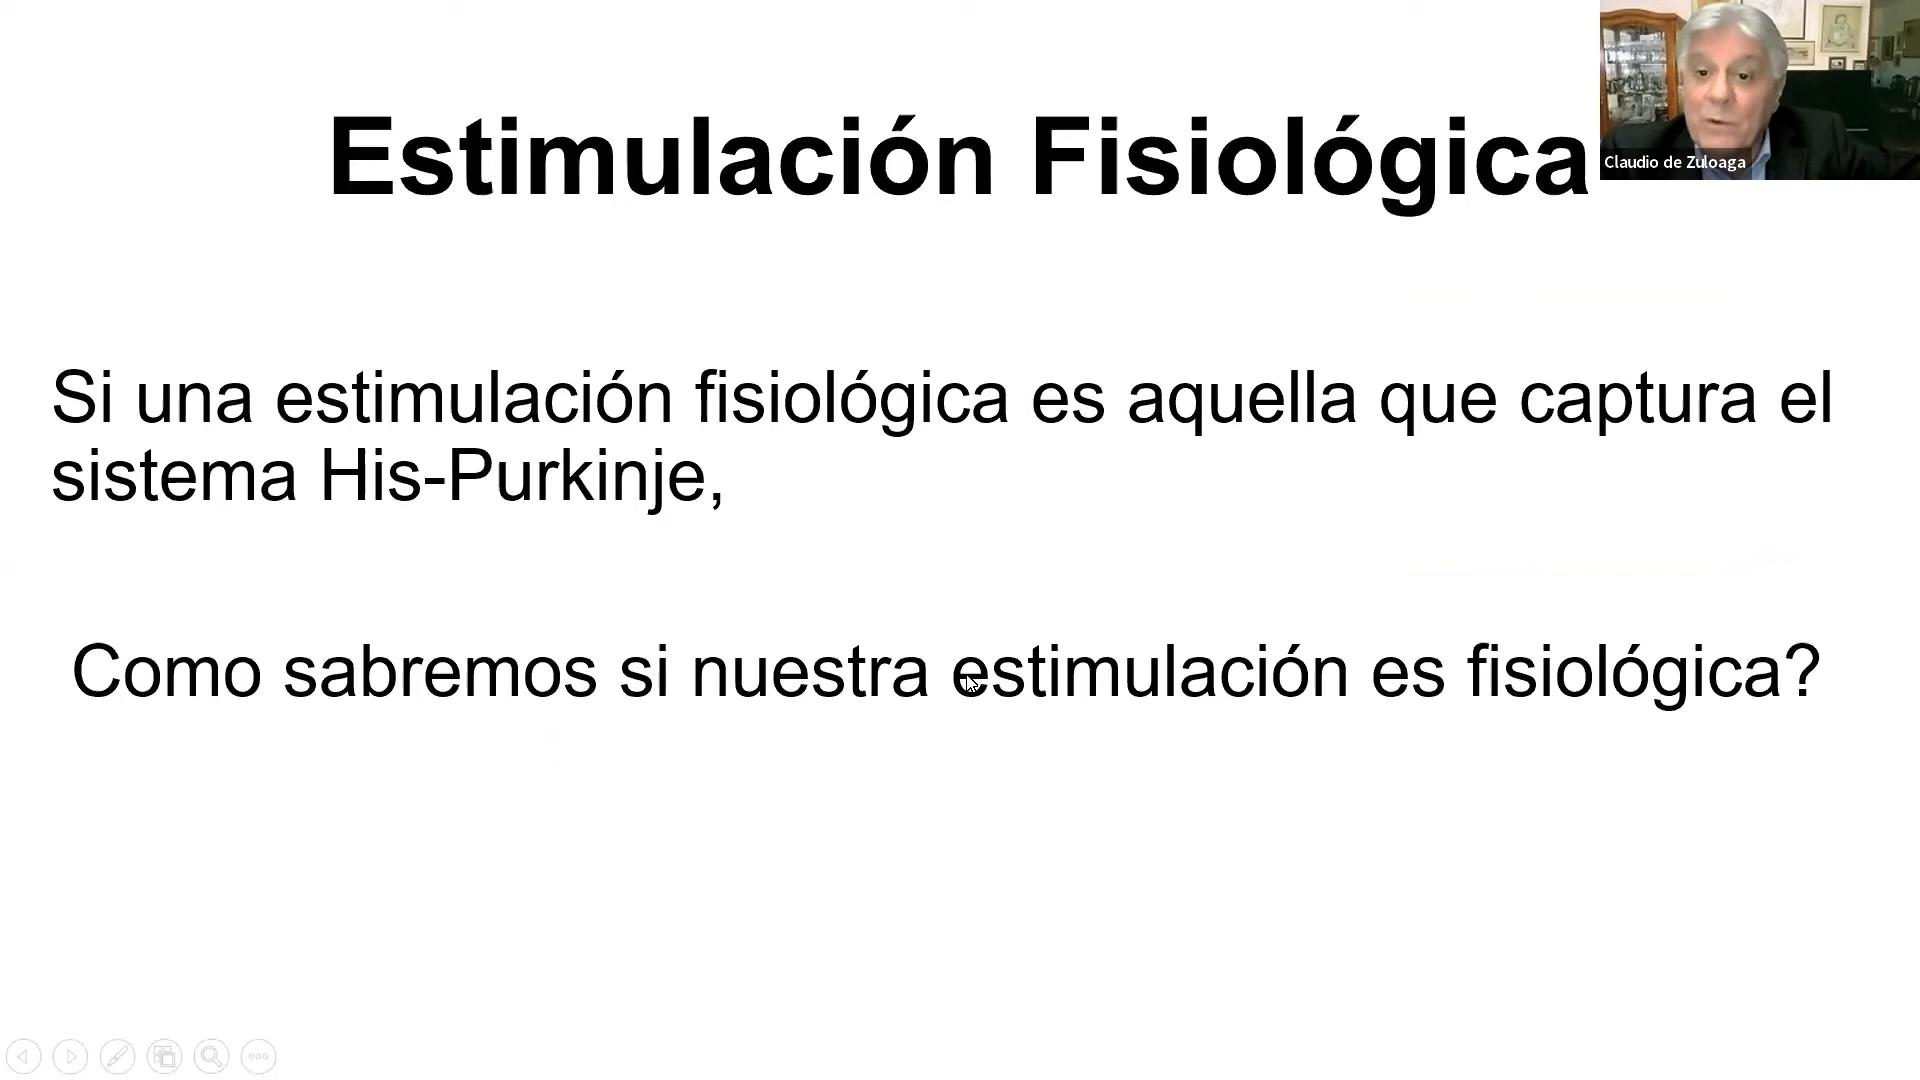 Estimulación Fisiológica
Claudio de Zuloaga
Si una estimulación fisiológica es aquella que captura el
sistema His-Purkinje,
Como sabremos si nuestra estimulación es fisiológica?